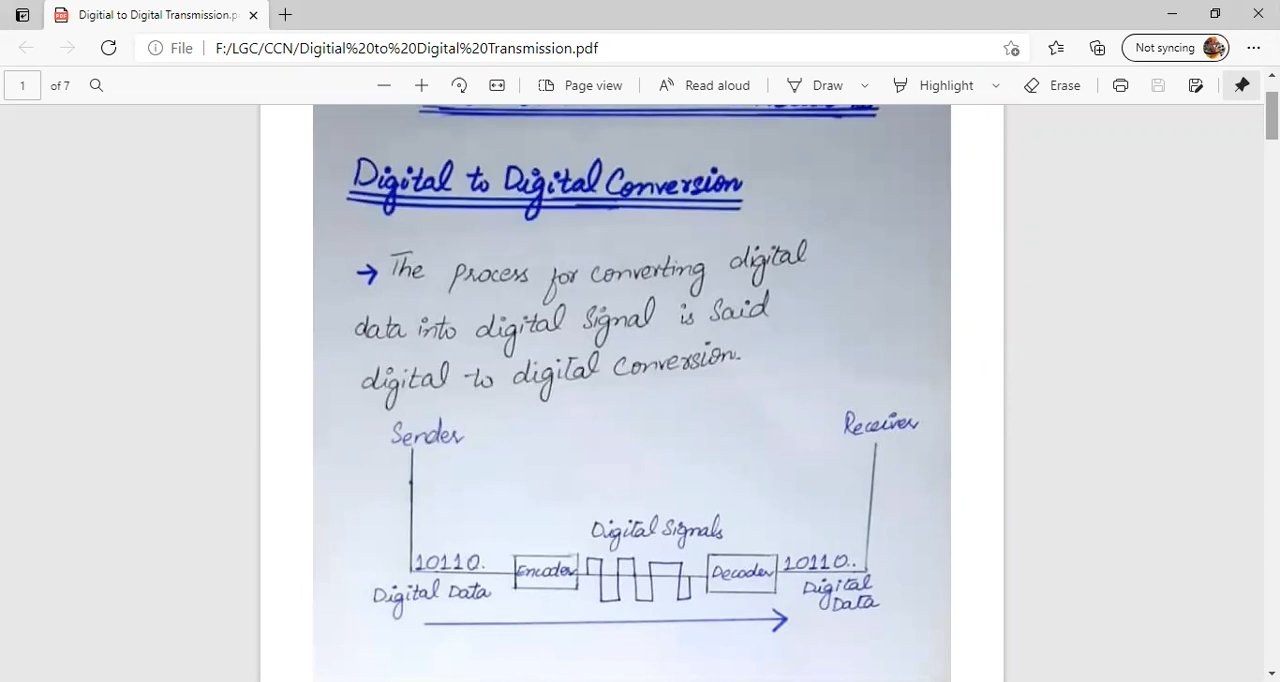 Digitial to Digital Transmission.p
Not syncing
File
F:/LGC/CCN/Digitial%20to%20Digital%20Transmission.pdf
1 of 7
Page view
Read aloud
Draw
Highlight
Erase
Digital to Digital Conversion
→ The process for converting digital
data into digital Signal is Said
digital to digital Conversion.
Sender
Receiver
Digital Signals
10110.
Encoder
Decoder
10110..
Digital Data
Digital
Data